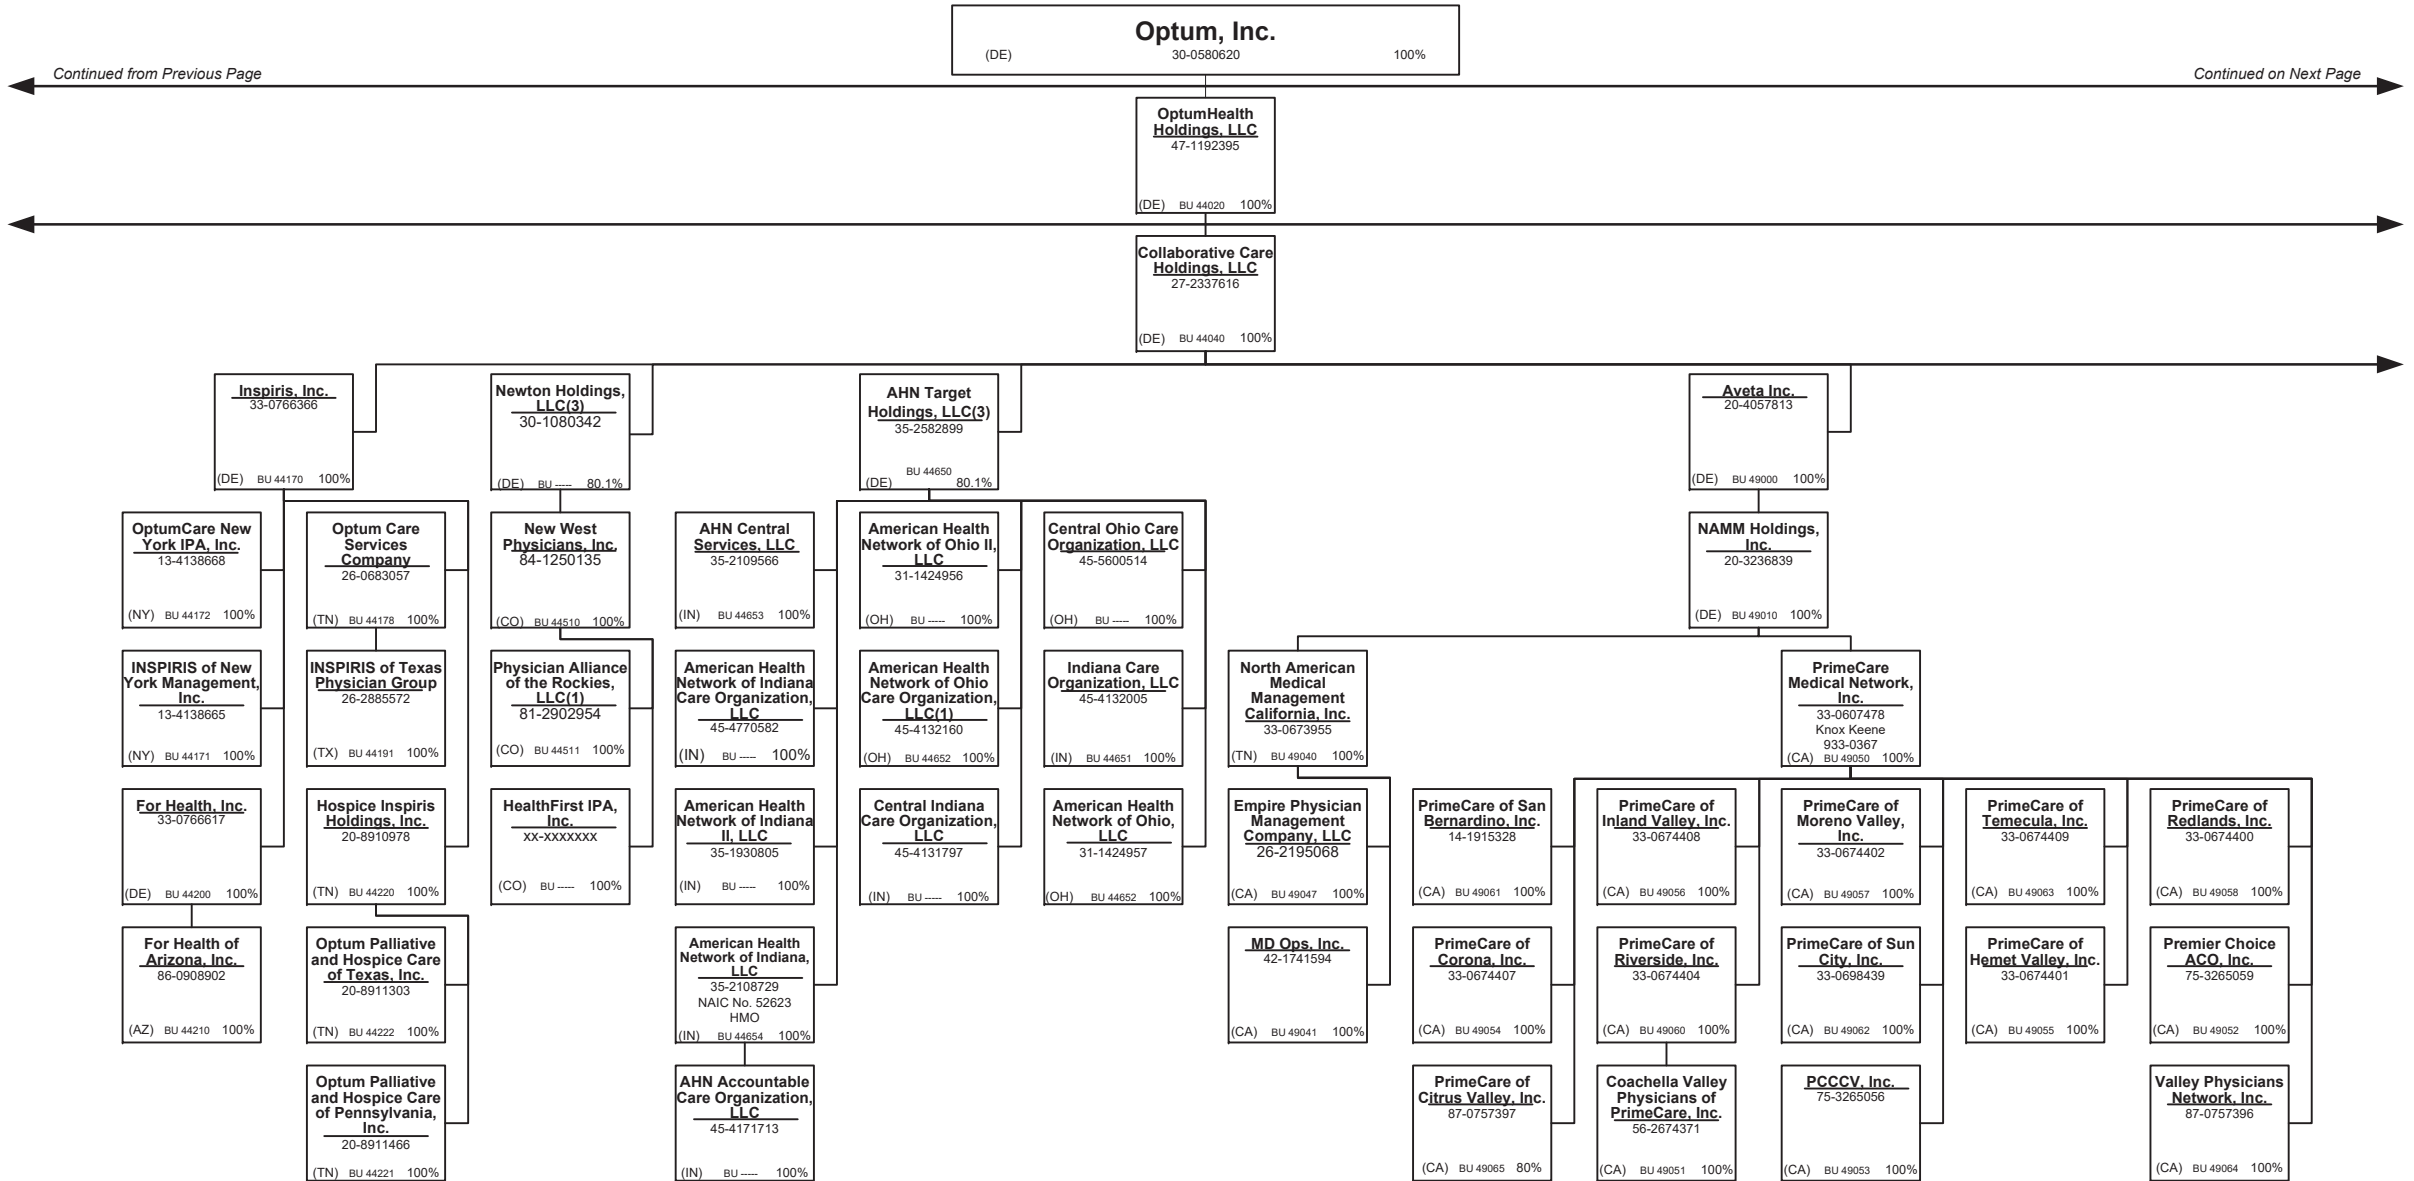 Optum, Inc.
(DE) 30-0580620 100%
Continued from Previous Page
Continued on Next Page
OptumHealth
Holdings, LLC
47-1192395
(DE) BU 44020 100%
Collaborative Care
Holdings, LLC
27-2337616
(DE) BU 44040 100%
Inspiris, Inc.
33-0766366
(DE) BU 44170 100%
Newton Holdings,
LLC(3)
30-1080342
(DE) BU ----- 80.1%
AHN Target
Holdings, LLC(3)
35-2582899
BU 44650
(DE) 80.1%
Aveta Inc.
20-4057813
(DE) BU 49000 100%
OptumCare New
York IPA, Inc.
13-4138668
(NY) BU 44172 100%
Optum Care
Services
Company
26-0683057
(TN) BU 44178 100%
New West
Physicians, Inc.
84-1250135
(CO) BU 44510 100%
AHN Central
Services, LLC
35-2109566
(IN) BU 44653 100%
American Health
Network of Ohio II,
LLC
31-1424956
(OH) BU ----- 100%
Central Ohio Care
Organization, LLC
45-5600514
(OH) BU ----- 100%
NAMM Holdings,
Inc.
20-3236839
(DE) BU 49010 100%
INSPIRIS of New
York Management,
Inc.
13-4138665
(NY) BU 44171 100%
INSPIRIS of Texas
Physician Group
26-2885572
(TX) BU 44191 100%
Physician Alliance
of the Rockies,
LLC(1)
81-2902954
(CO) BU 44511 100%
American Health
Network of Indiana
Care Organization,
LLC
45-4770582
(IN) BU ----- 100%
American Health
Network of Ohio
Care Organization,
LLC(1)
45-4132160
(OH) BU 44652 100%
Indiana Care
Organization, LLC
45-4132005
(IN) BU 44651 100%
North American
Medical
Management
California, Inc.
33-0673955
(TN) BU 49040 100%
PrimeCare
Medical Network,
Inc.
33-0607478
Knox Keene
933-0367
(CA) BU 49050 100%
For Health, Inc.
33-0766617
(DE) BU 44200 100%
Hospice Inspiris
Holdings, Inc.
20-8910978
(TN) BU 44220 100%
HealthFirst IPA,
Inc.
xx-xxxxxxx
(CO) BU ----- 100%
American Health
Network of Indiana
II, LLC
35-1930805
(IN) BU ----- 100%
Central Indiana
Care Organization,
LLC
45-4131797
(IN) BU ----- 100%
American Health
Network of Ohio,
LLC
31-1424957
(OH) BU 44652 100%
Empire Physician
Management
Company, LLC
26-2195068
(CA) BU 49047 100%
PrimeCare of San
Bernardino, Inc.
14-1915328
(CA) BU 49061 100%
PrimeCare of
Inland Valley, Inc.
33-0674408
(CA) BU 49056 100%
PrimeCare of
Moreno Valley,
Inc.
33-0674402
(CA) BU 49057 100%
PrimeCare of
Temecula, Inc.
33-0674409
(CA) BU 49063 100%
PrimeCare of
Redlands, Inc.
33-0674400
(CA) BU 49058 100%
For Health of
Arizona, Inc.
86-0908902
(AZ) BU 44210 100%
Optum Palliative
and Hospice Care
of Texas, Inc.
20-8911303
(TN) BU 44222 100%
American Health
Network of Indiana,
LLC
35-2108729
NAIC No. 52623
HMO
(IN) BU 44654 100%
MD Ops, Inc.
42-1741594
(CA) BU 49041 100%
PrimeCare of
Corona, Inc.
33-0674407
(CA) BU 49054 100%
PrimeCare of
Riverside, Inc.
33-0674404
(CA) BU 49060 100%
PrimeCare of Sun
City, Inc.
33-0698439
(CA) BU 49062 100%
PrimeCare of
Hemet Valley, Inc.
33-0674401
(CA) BU 49055 100%
Premier Choice
ACO, Inc.
75-3265059
(CA) BU 49052 100%
Optum Palliative
and Hospice Care
of Pennsylvania,
Inc.
20-8911466
(TN) BU 44221 100%
AHN Accountable
Care Organization,
LLC
45-4171713
(IN) BU ----- 100%
PrimeCare of
Citrus Valley, Inc.
87-0757397
(CA) BU 49065 80%
Coachella Valley
Physicians of
PrimeCare, Inc.
56-2674371
(CA) BU 49051 100%
PCCCV, Inc.
75-3265056
(CA) BU 49053 100%
Valley Physicians
Network, Inc.
87-0757396
(CA) BU 49064 100%